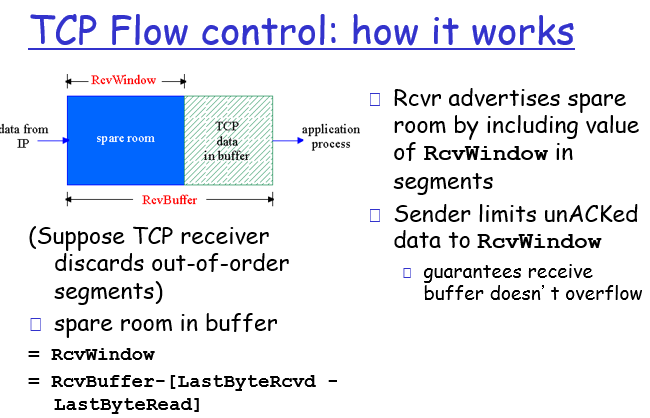 TCP Flow control: how it works
RcvWindow
data from
IP
spare room
TCP
data
in buffer
application
process
RcvBuffer
(Suppose TCP receiver
discards out-of-order
segments)
spare room in buffer
= RcvWindow
= RcvBuffer-[LastByteRcvd -
LastByteRead]
Rcvr advertises spare
room by including value
of RcvWindow in
segments
Sender limits unACKed
data to RcvWindow
guarantees receive
buffer doesn’t overflow